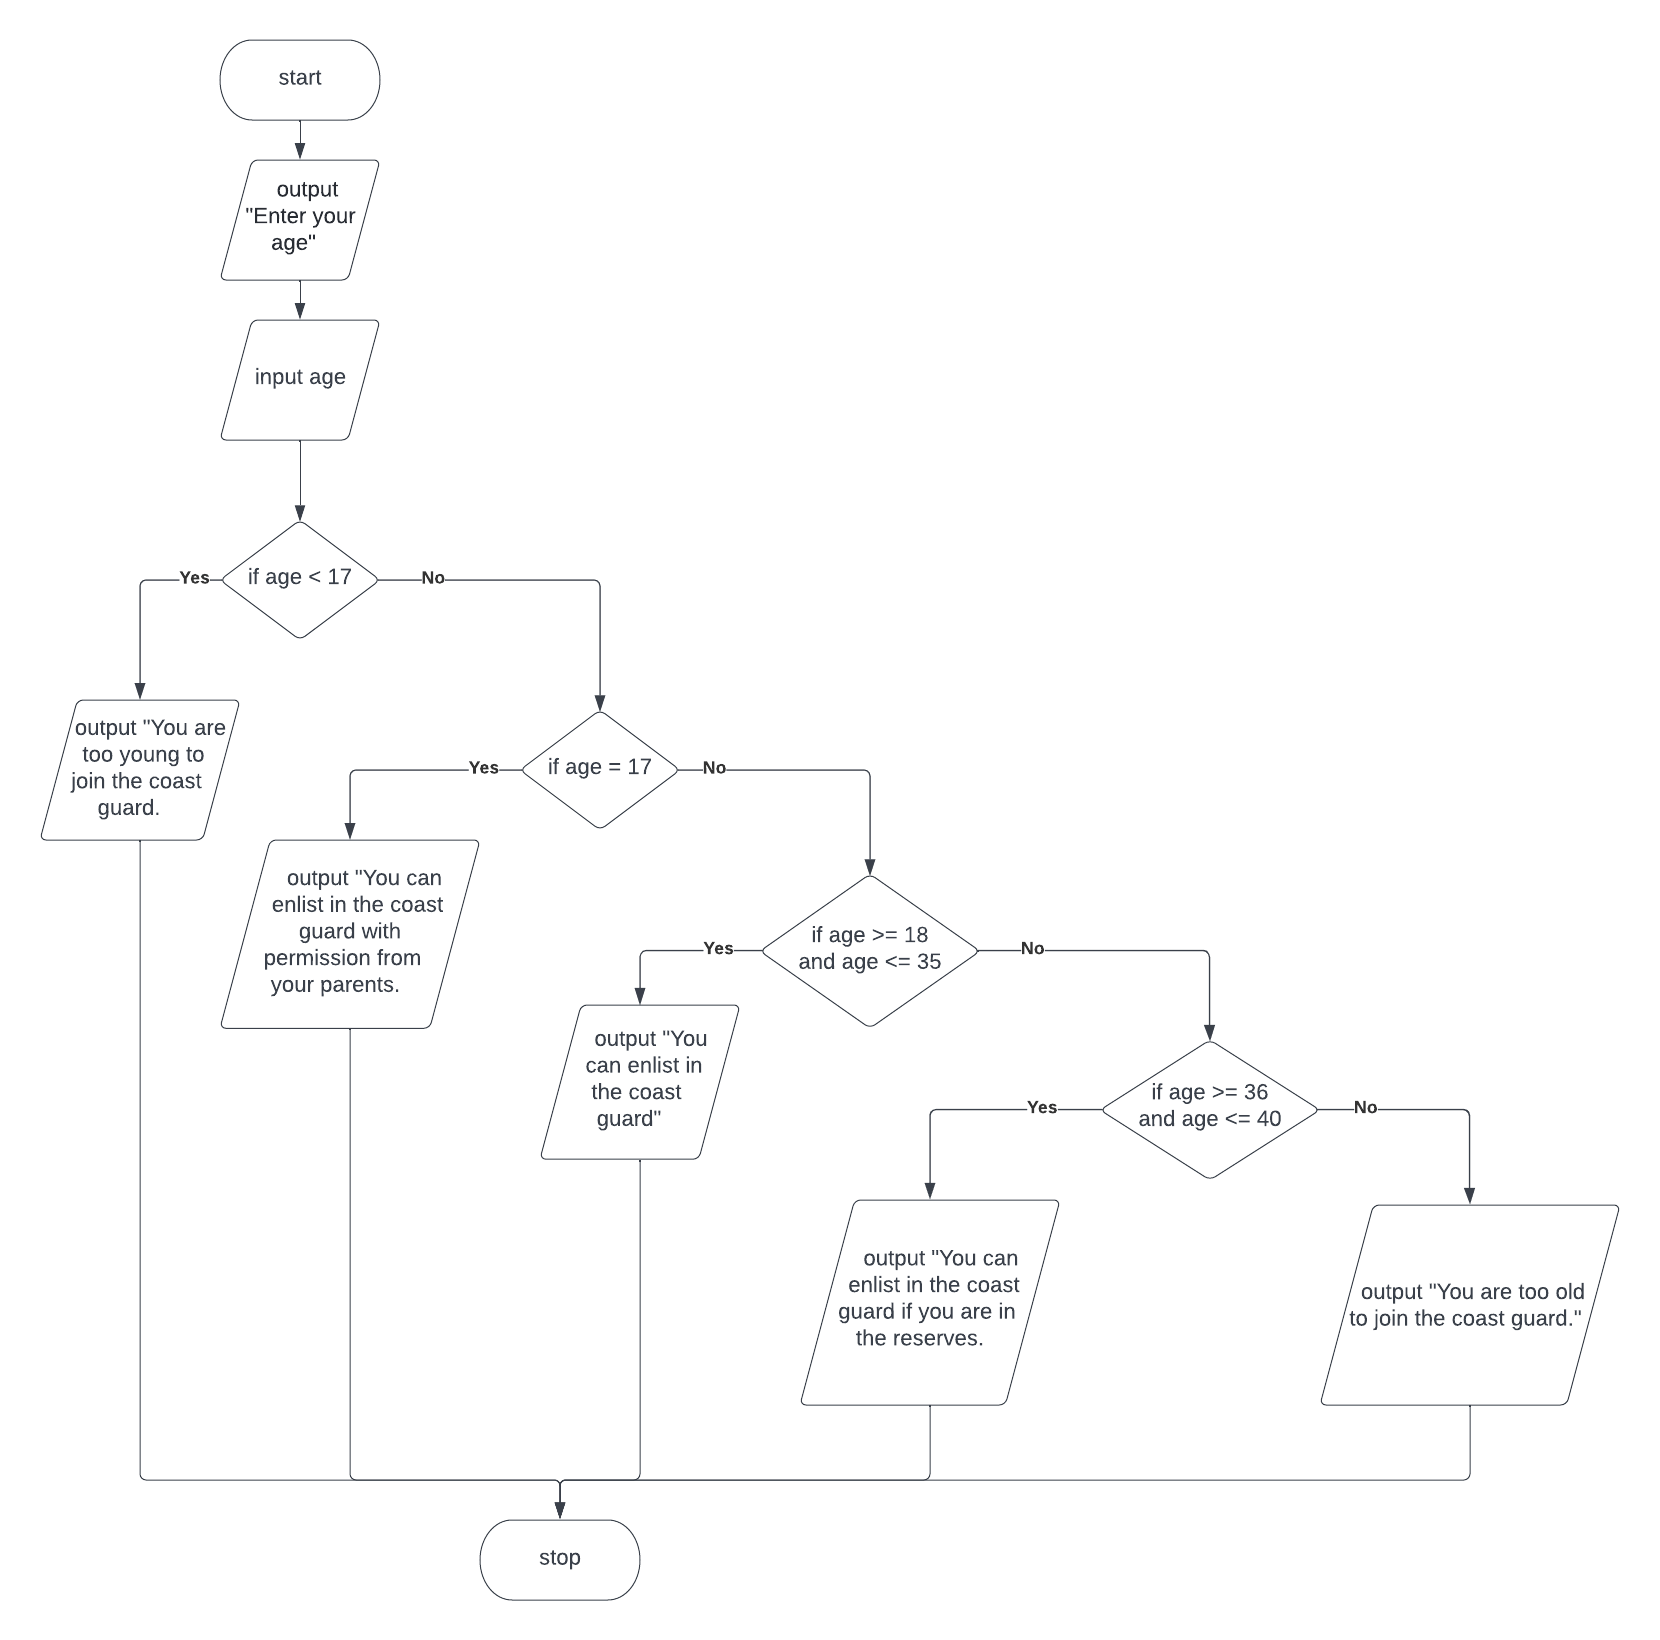 start
output
"Enter your
age"
input age
if age < 17
Yes
No
output "You are
too young to
join the coast
guard.
if age = 17
Yes
No
output "You can
enlist in the coast
guard with
permission from
your parents.
if age >= 18
and age <= 35
Yes
No
output "You
can enlist in
the coast
guard"
if age >= 36
and age <= 40
Yes
No
output "You can
enlist in the coast
guard if you are in
the reserves.
output "You are too old
to join the coast guard."
stop